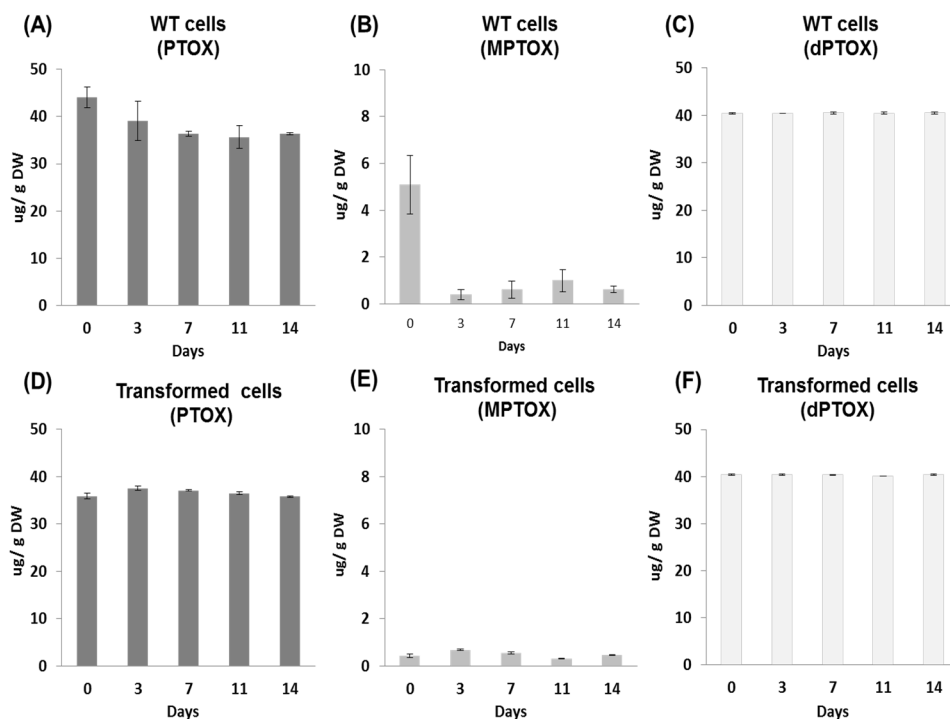 (A)
WT cells
(PTOX)
ug/ g DW
50
40
30
20
10
0
0 3 7 11 14
Days
(B)
WT cells
(MPTOX)
ug/ g DW
10
8
6
4
2
0
0 3 7 11 14
Days
(C)
WT cells
(dPTOX)
ug/ g DW
50
40
30
20
10
0
0 3 7 11 14
Days
(D)
Transformed cells
(PTOX)
ug/ g DW
50
40
30
20
10
0
0 3 7 11 14
Days
(E)
Transformed cells
(MPTOX)
ug/ g DW
10
8
6
4
2
0
0 3 7 11 14
Days
(F)
Transformed cells
(dPTOX)
ug/ g DW
50
40
30
20
10
0
0 3 7 11 14
Days